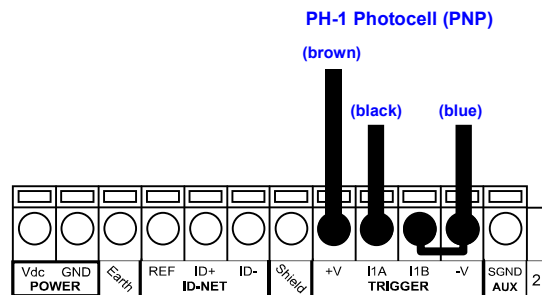 PH-1 Photocell (PNP)
(brown)
(black) (blue)
Vdc GND Earth REF ID+ ID- Shield +V I1A I1B -V SGND 2
POWER ID-NET TRIGGER AUX